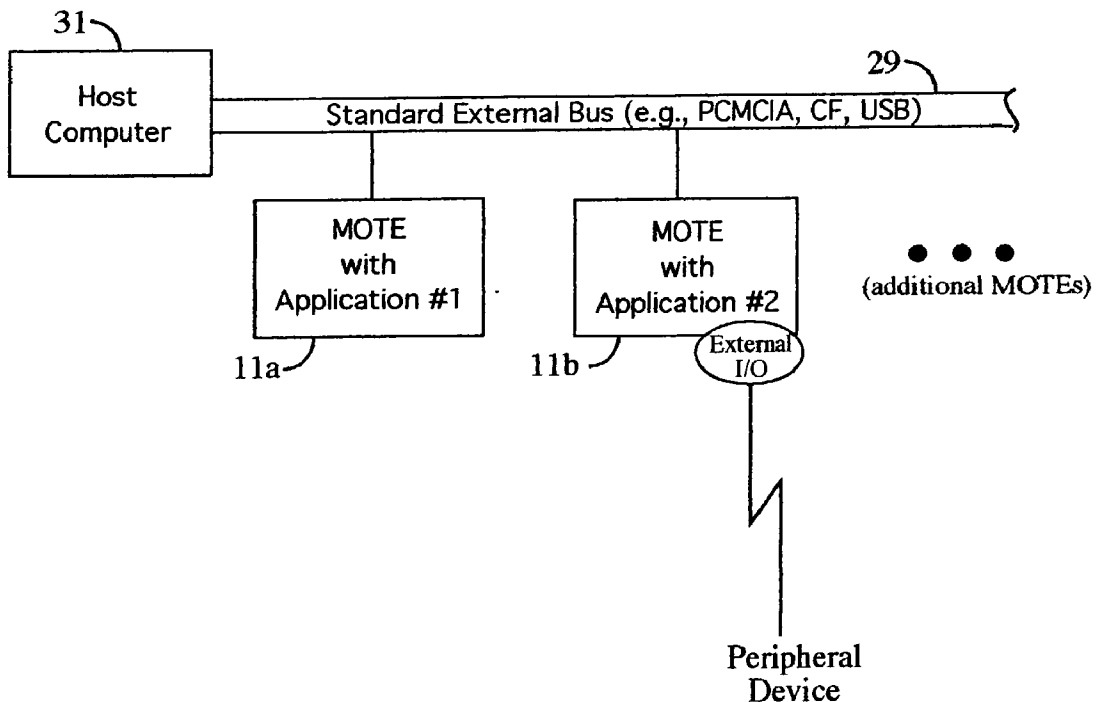 31
Host
Computer
29
Standard External Bus (e.g., PCMCIA, CF, USB)
MOTE
with
Application #1
11a
MOTE
with
Application #2
11b
External
I/O
(additional MOTEs)
Peripheral
Device